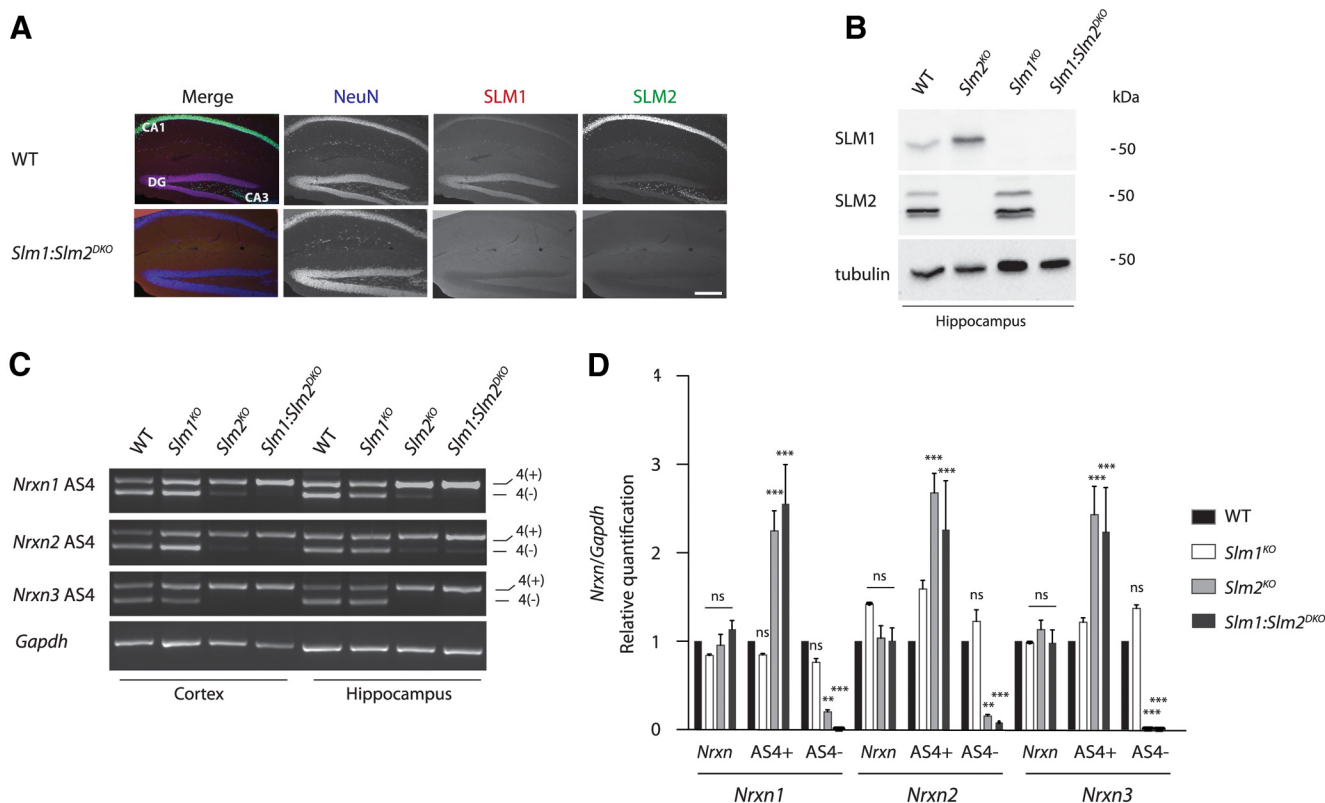 A
Merge NeuN SLM1 SLM2
WT
CA1
DG
CA3
Slm1:Slm2DKO
B
WT Slm2KO Slm1KO Slm1:Slm2DKO
kDa
SLM1
- 50
SLM2
- 50
tubulin
- 50
Hippocampus
C
WT Slm1KO Slm2KO Slm1:Slm2DKO WT Slm1KO Slm2KO Slm1:Slm2DKO
Nrxn1 AS4
4(+)
4(-)
Nrxn2 AS4
4(+)
4(-)
Nrxn3 AS4
4(+)
4(-)
Gapdh
Cortex Hippocampus
D
Nrxn/Gapdh
Relative quantification
4
3
2
1
0
ns ns *** *** ns ** ***
ns *** *** ns ** ***
ns *** *** *** ***
Nrxn AS4+ AS4- Nrxn AS4+ AS4- Nrxn AS4+ AS4-
Nrxn1 Nrxn2 Nrxn3
WT
Slm1KO
Slm2KO
Slm1:Slm2DKO